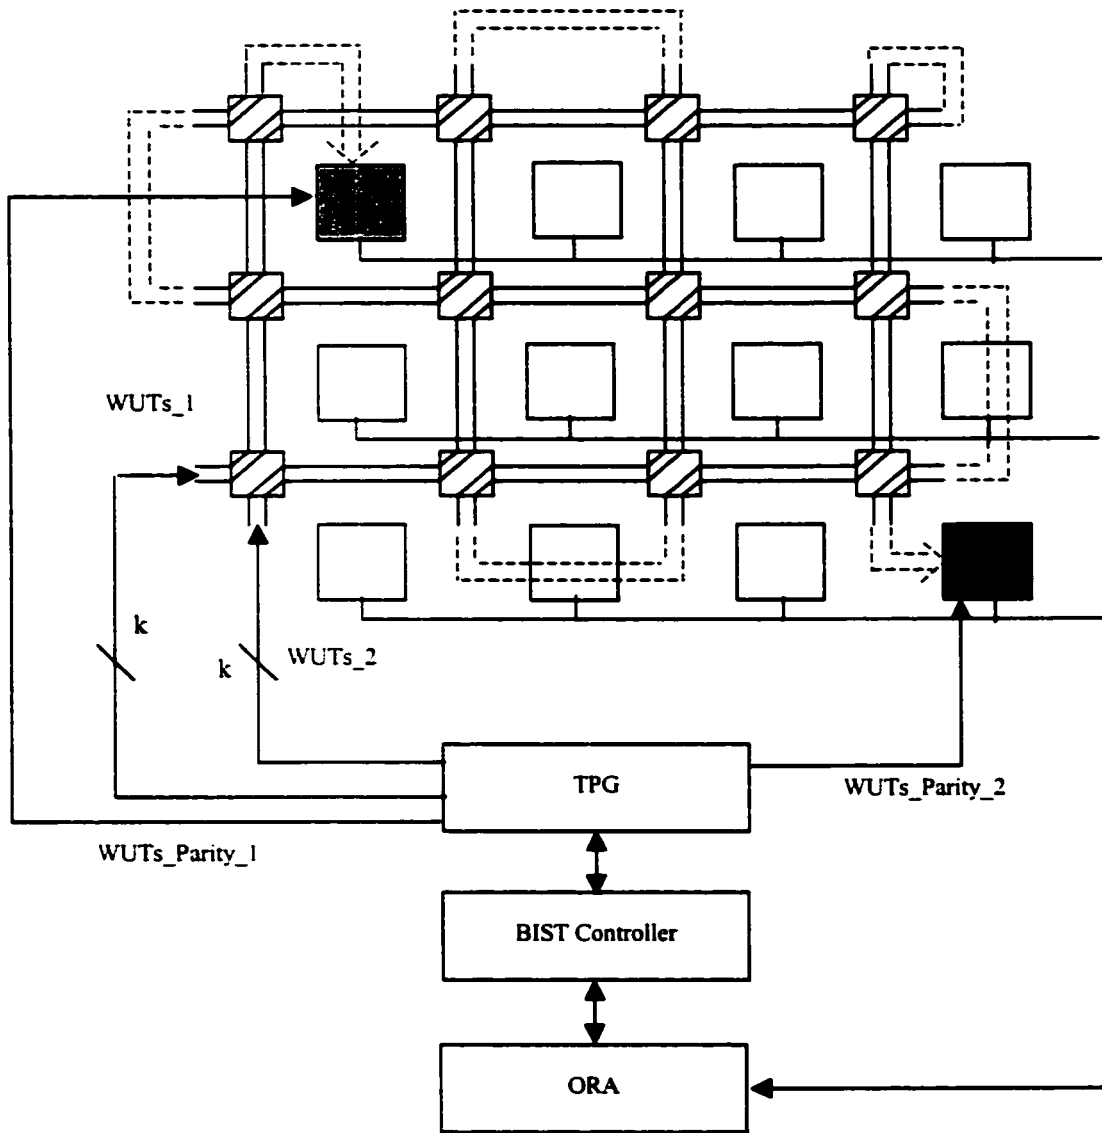 WUTs_1
k
k
WUTs_2
TPG
WUTs_Parity_2
WUTs_Parity_1
BIST Controller
ORA